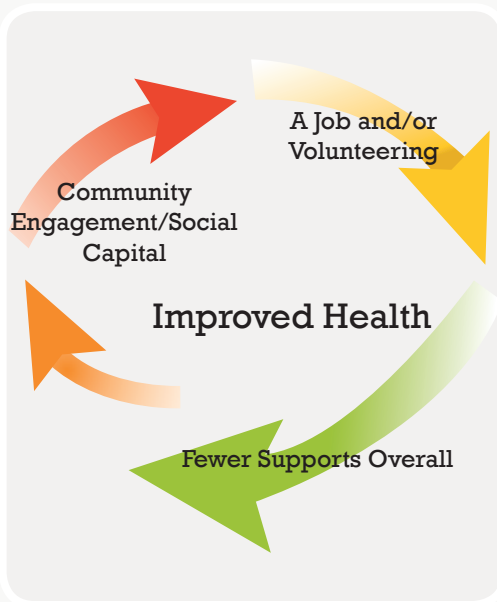 A Job and/or
Volunteering
Community
Engagement/Social
Capital
Improved Health
Fewer Supports Overall